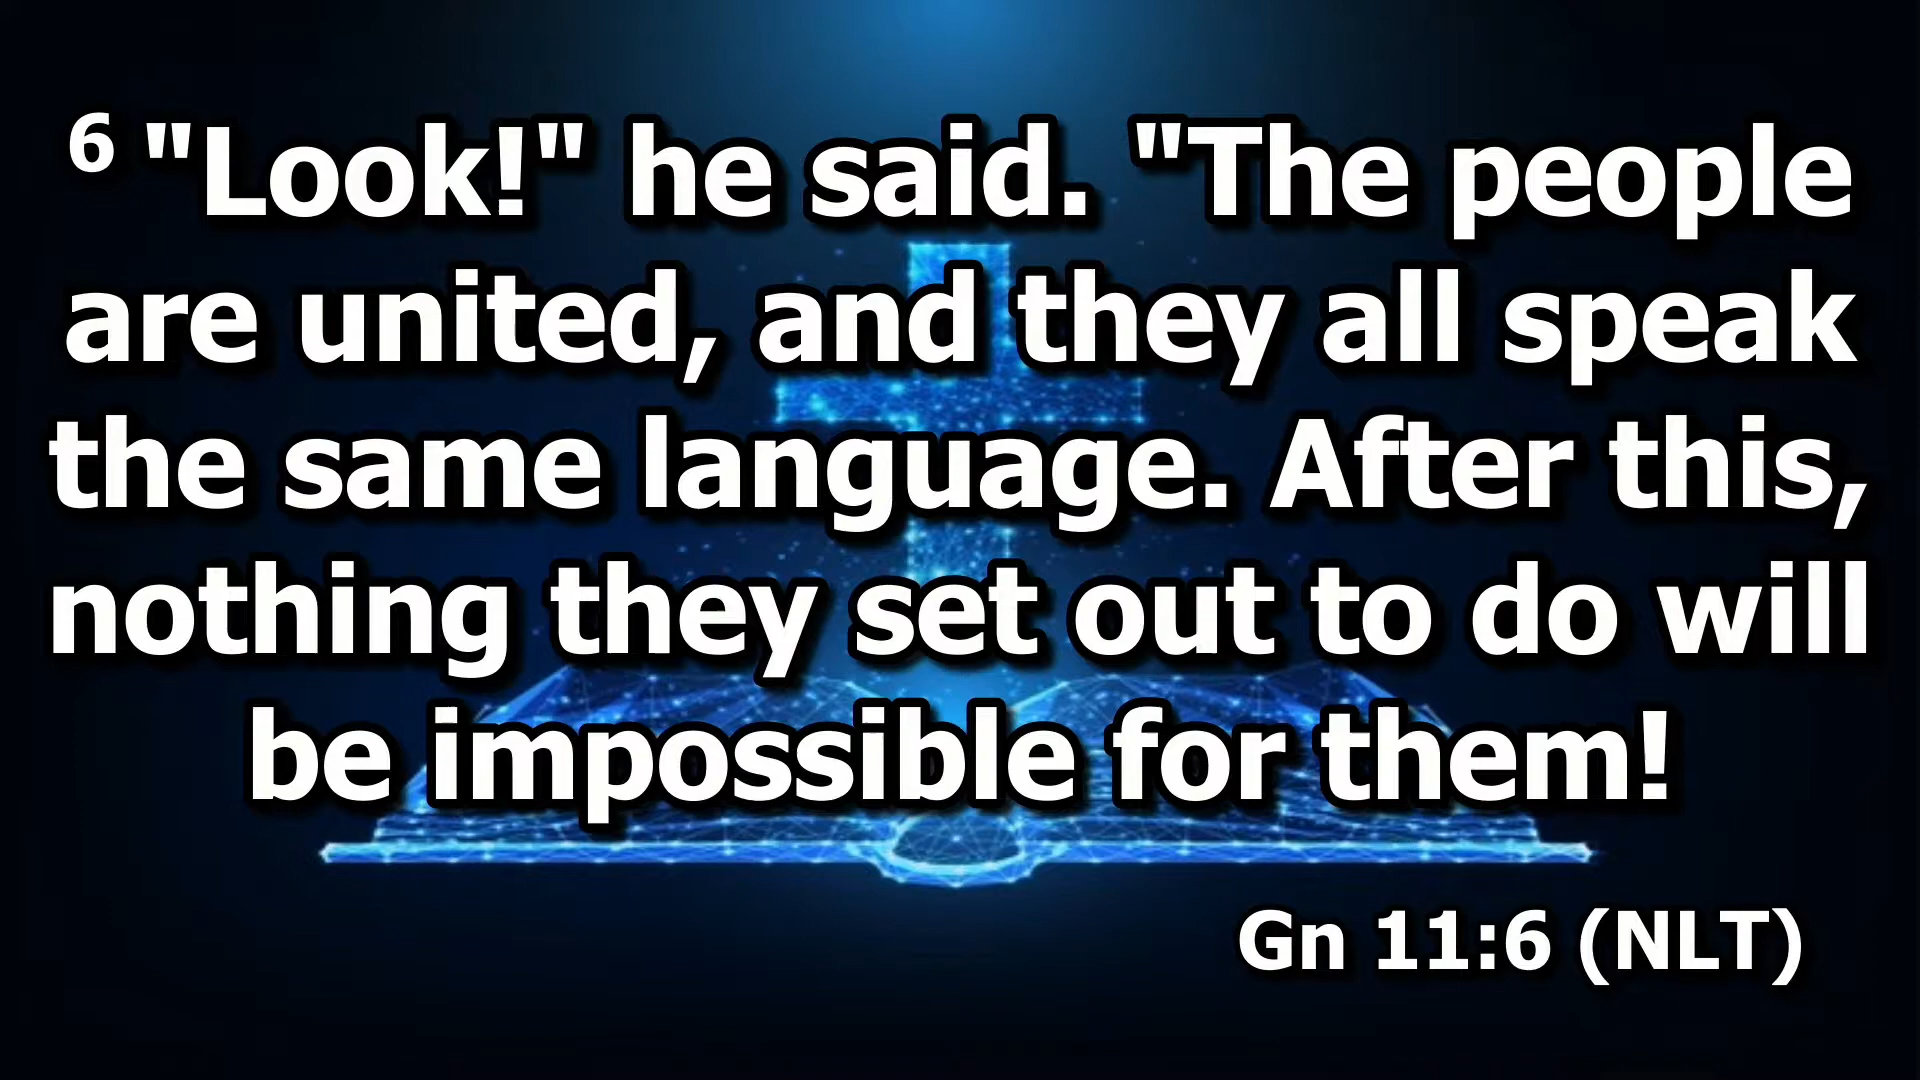 6 "Look!" he said. "The people
are united, and they all speak
the same language. After this,
nothing they set out to do will
be impossible for them!
Gn 11:6 (NLT)